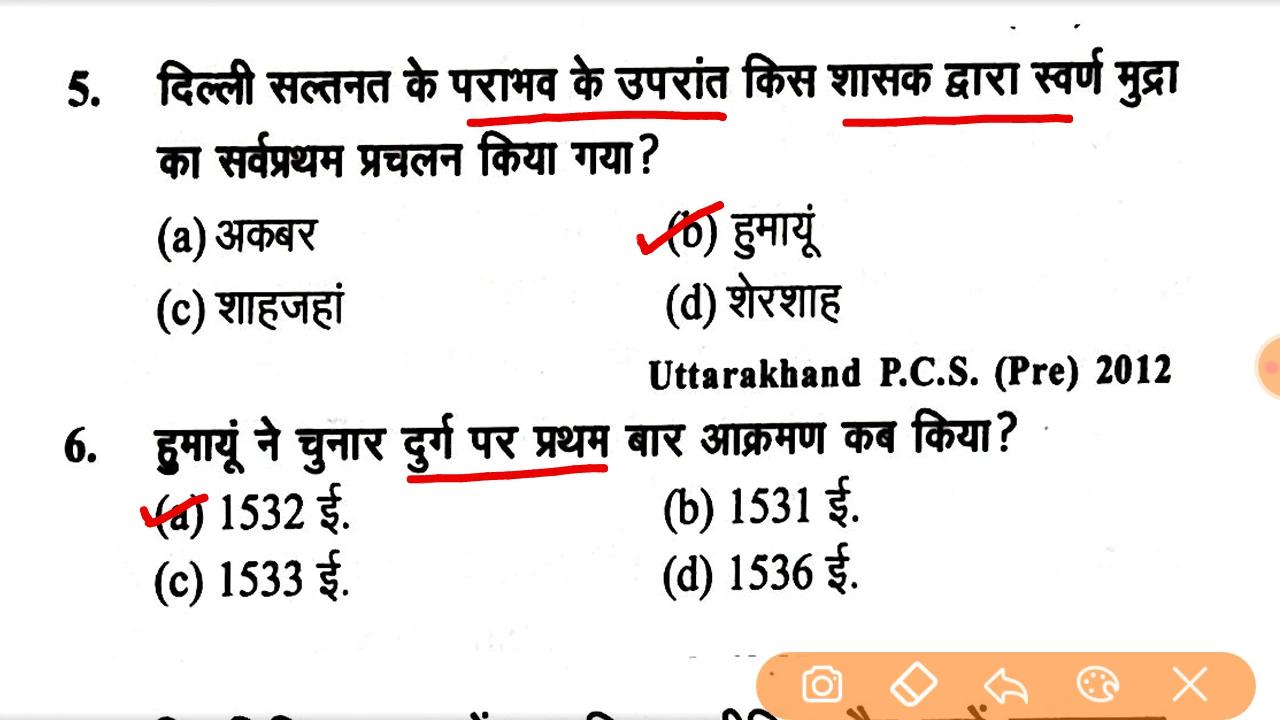 5. दिल्ली सल्तनत के पराभव के उपरांत किस शासक द्वारा स्वर्ण मुद्रा
का सर्वप्रथम प्रचलन किया गया?
(a) अकबर (b) हुमायूं
(c) शाहजहां (d) शेरशाह
Uttarakhand P.C.S. (Pre) 2012
6. हुमायूं ने चुनार दुर्ग पर प्रथम बार आक्रमण कब किया?
(a) 1532 ई. (b) 1531 ई.
(c) 1533 ई. (d) 1536 ई.